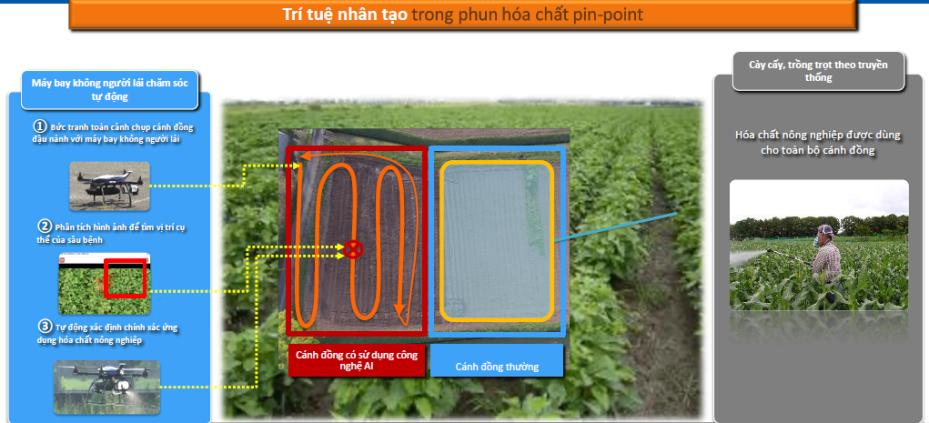 Trí tuệ nhân tạo trong phun hóa chất pin-point
Máy bay không người lái chăm sóc
tự động
① Bức tranh toàn cảnh chụp cánh đồng
đậu nành với máy bay không người lái
② Phân tích hình ảnh để tìm vị trí cụ
thể của sâu bệnh
③ Tự động xác định chính xác ứng
dụng hóa chất nông nghiệp
Cánh đồng có sử dụng công
nghệ AI
Cánh đồng thường
Cày cấy, trồng trọt theo truyền
thống
Hóa chất nông nghiệp được dùng
cho toàn bộ cánh đồng